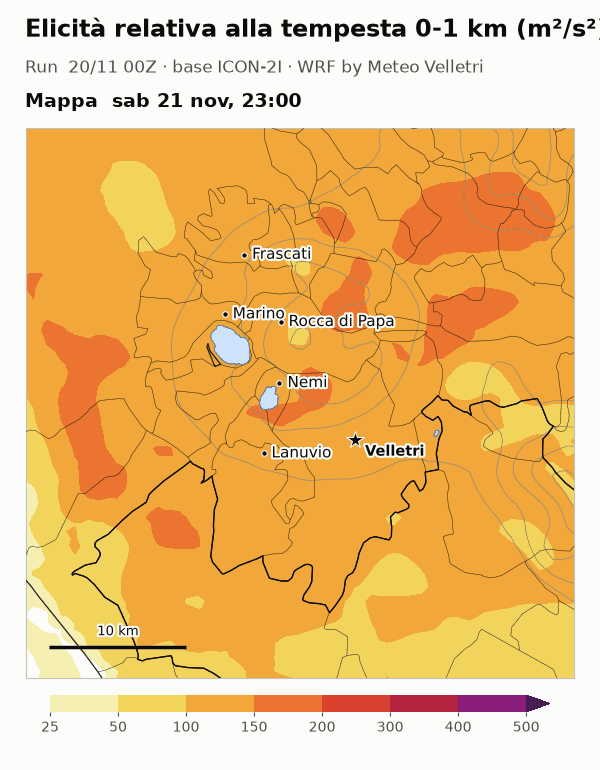 Elicità relativa alla tempesta 0-1 km (m²/s²)
Run  20/11 00Z · base ICON-2I · WRF by Meteo Velletri
Mappa  sab 21 nov, 23:00
Frascati
Marino
Rocca di Papa
Nemi
Lanuvio
Velletri
10 km
25 50 100 150 200 300 400 500